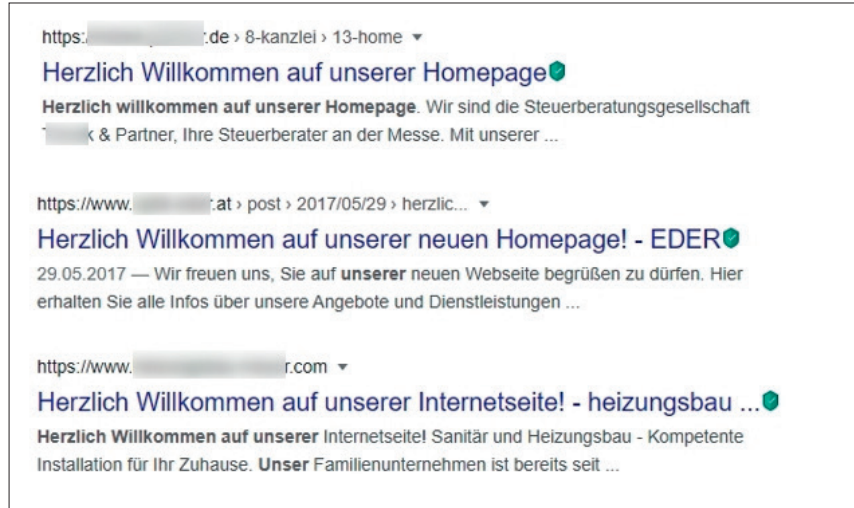 https: .de › 8-kanzlei › 13-home
Herzlich Willkommen auf unserer Homepage
Herzlich willkommen auf unserer Homepage. Wir sind die Steuerberatungsgesellschaft
& Partner, Ihre Steuerberater an der Messe. Mit unserer ...
https://www. .at › post › 2017/05/29 › herzlic...
Herzlich Willkommen auf unserer neuen Homepage! - EDER
29.05.2017 — Wir freuen uns, Sie auf unserer neuen Webseite begrüßen zu dürfen. Hier
erhalten Sie alle Infos über unsere Angebote und Dienstleistungen ...
https://www. r.com
Herzlich Willkommen auf unserer Internetseite! - heizungsbau ...
Herzlich Willkommen auf unserer Internetseite! Sanitär und Heizungsbau - Kompetente
Installation für Ihr Zuhause. Unser Familienunternehmen ist bereits seit ...